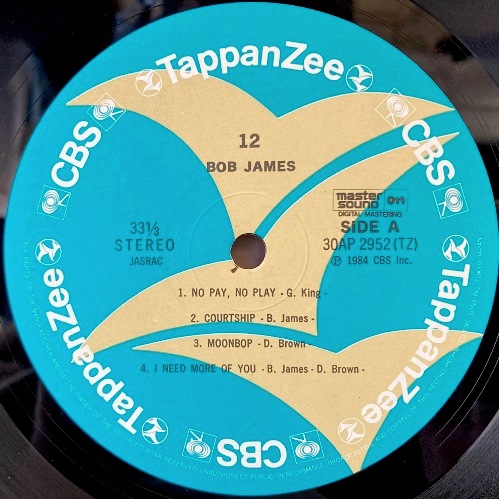 TappanZee
CBS
CBS
12
BOB JAMES
master
sound on
DIGITAL MASTERING
33⅓
STEREO
JASRAC
SIDE A
30AP 2952 (TZ)
℗ 1984 CBS Inc.
1. NO PAY, NO PLAY - G. King -
2. COURTSHIP - B. James -
3. MOONBOP - D. Brown -
4. I NEED MORE OF YOU - B. James - D. Brown -
TappanZee
TappanZee
CBS